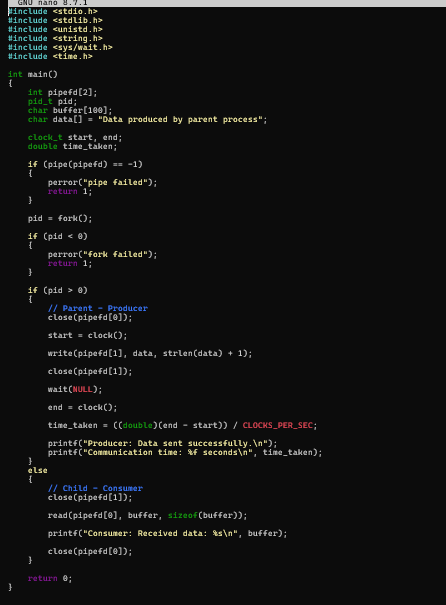 GNU nano 8.7.1
#include <stdio.h>
#include <stdlib.h>
#include <unistd.h>
#include <string.h>
#include <sys/wait.h>
#include <time.h>

int main()
{
    int pipefd[2];
    pid_t pid;
    char buffer[100];
    char data[] = "Data produced by parent process";

    clock_t start, end;
    double time_taken;

    if (pipe(pipefd) == -1)
    {
        perror("pipe failed");
        return 1;
    }

    pid = fork();

    if (pid < 0)
    {
        perror("fork failed");
        return 1;
    }

    if (pid > 0)
    {
        // Parent - Producer
        close(pipefd[0]);

        start = clock();

        write(pipefd[1], data, strlen(data) + 1);

        close(pipefd[1]);

        wait(NULL);

        end = clock();

        time_taken = ((double)(end - start)) / CLOCKS_PER_SEC;

        printf("Producer: Data sent successfully.\n");
        printf("Communication time: %f seconds\n", time_taken);
    }
    else
    {
        // Child - Consumer
        close(pipefd[1]);

        read(pipefd[0], buffer, sizeof(buffer));

        printf("Consumer: Received data: %s\n", buffer);

        close(pipefd[0]);
    }

    return 0;
}